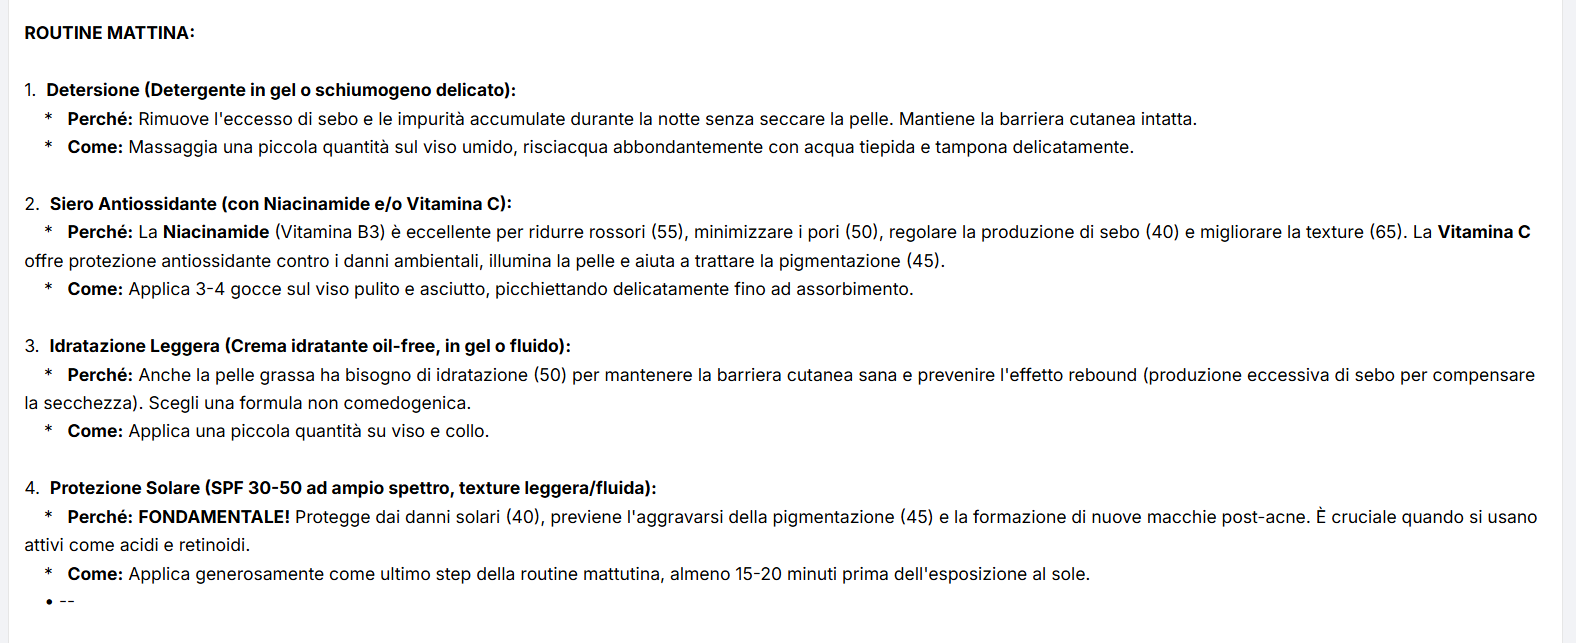 ROUTINE MATTINA:
1. Detersione (Detergente in gel o schiumogeno delicato):
* Perché: Rimuove l'eccesso di sebo e le impurità accumulate durante la notte senza seccare la pelle. Mantiene la barriera cutanea intatta.
* Come: Massaggia una piccola quantità sul viso umido, risciacqua abbondantemente con acqua tiepida e tampona delicatamente.
2. Siero Antiossidante (con Niacinamide e/o Vitamina C):
* Perché: La Niacinamide (Vitamina B3) è eccellente per ridurre rossori (55), minimizzare i pori (50), regolare la produzione di sebo (40) e migliorare la texture (65). La Vitamina C
offre protezione antiossidante contro i danni ambientali, illumina la pelle e aiuta a trattare la pigmentazione (45).
* Come: Applica 3-4 gocce sul viso pulito e asciutto, picchiettando delicatamente fino ad assorbimento.
3. Idratazione Leggera (Crema idratante oil-free, in gel o fluido):
* Perché: Anche la pelle grassa ha bisogno di idratazione (50) per mantenere la barriera cutanea sana e prevenire l'effetto rebound (produzione eccessiva di sebo per compensare
la secchezza). Scegli una formula non comedogenica.
* Come: Applica una piccola quantità su viso e collo.
4. Protezione Solare (SPF 30-50 ad ampio spettro, texture leggera/fluida):
* Perché: FONDAMENTALE! Protegge dai danni solari (40), previene l'aggravarsi della pigmentazione (45) e la formazione di nuove macchie post-acne. È cruciale quando si usano
attivi come acidi e retinoidi.
* Come: Applica generosamente come ultimo step della routine mattutina, almeno 15-20 minuti prima dell'esposizione al sole.
• --